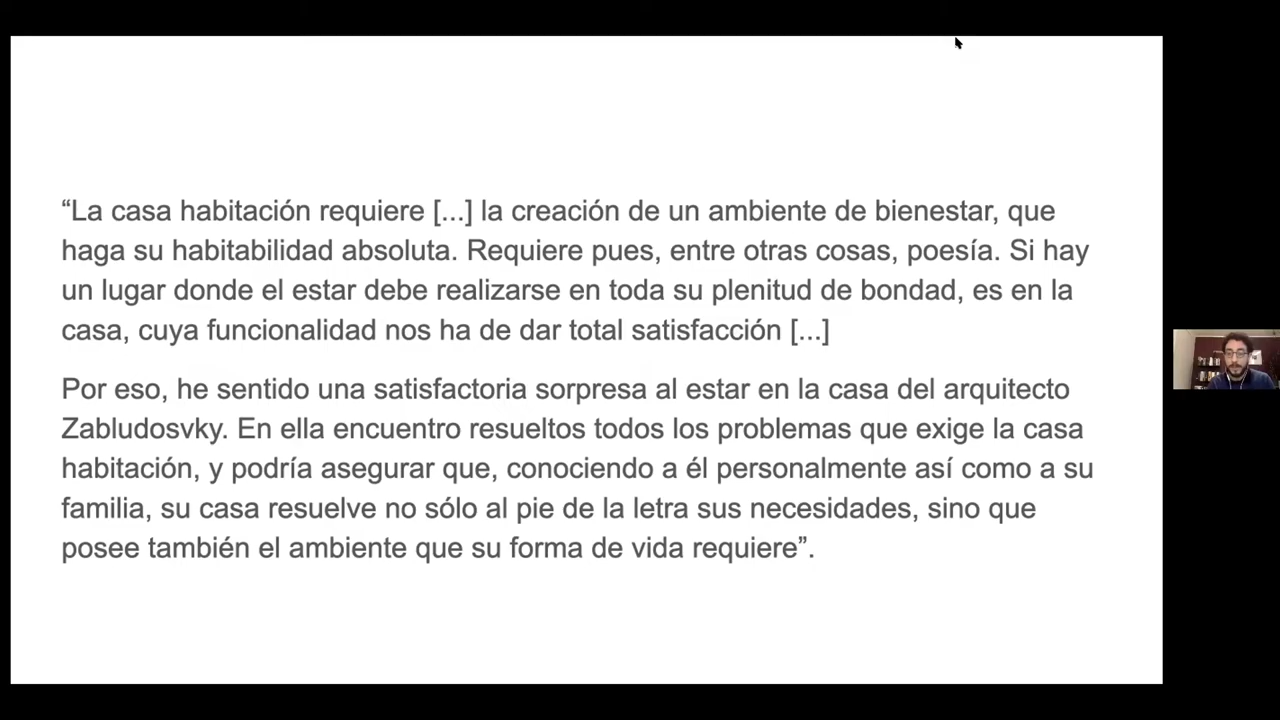 “La casa habitación requiere [...] la creación de un ambiente de bienestar, que
haga su habitabilidad absoluta. Requiere pues, entre otras cosas, poesía. Si hay
un lugar donde el estar debe realizarse en toda su plenitud de bondad, es en la
casa, cuya funcionalidad nos ha de dar total satisfacción [...]
Por eso, he sentido una satisfactoria sorpresa al estar en la casa del arquitecto
Zabludosvky. En ella encuentro resueltos todos los problemas que exige la casa
habitación, y podría asegurar que, conociendo a él personalmente así como a su
familia, su casa resuelve no sólo al pie de la letra sus necesidades, sino que
posee también el ambiente que su forma de vida requiere”.